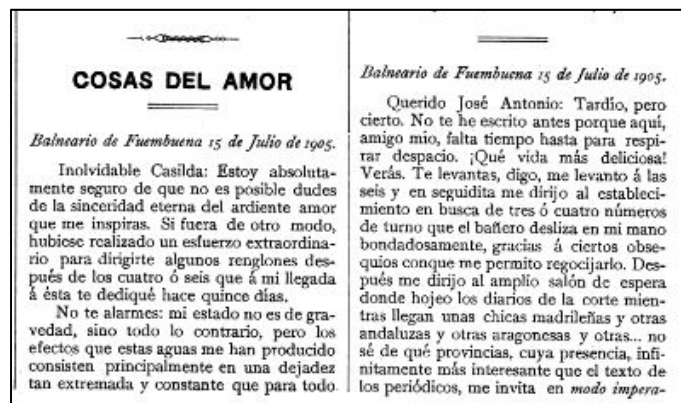 COSAS DEL AMOR
Balneario de Fuembuena 15 de Julio de 1905.
Inolvidable Casilda: Estoy absoluta-
mente seguro de que no es posible dudes
de la sinceridad eterna del ardiente amor
que me inspiras. Si fuera de otro modo,
hubiese realizado un esfuerzo extraordina-
rio para dirigirte algunos renglones des-
pués de los cuatro ó seis que á mi llegada
á ésta te dediqué hace quince días.
No te alarmes: mi estado no es de gra-
vedad, sino todo lo contrario, pero los
efectos que estas aguas me han producido
consisten principalmente en una dejadez
tan extremada y constante que para todo
Balneario de Fuembuena 15 de Julio de 1905.
Querido José Antonio: Tardío, pero
cierto. No te he escrito antes porque aquí,
amigo mio, falta tiempo hasta para respi-
rar despacio. ¡Qué vida más deliciosa!
Verás. Te levantas, digo, me levanto á las
seis y en seguidita me dirijo al estableci-
miento en busca de tres ó cuatro números
de turno que el bañero desliza en mi mano
bondadosamente, gracias á ciertos obse-
quios conque me permito regocijarlo. Des-
pués me dirijo al amplio salón de espera
donde hojeo los diarios de la corte mien-
tras llegan unas chicas madrileñas y otras
andaluzas y otras aragonesas y otras... no
sé de qué provincias, cuya presencia, infi-
nitamente más interesante que el texto de
los periódicos, me invita en modo impera-